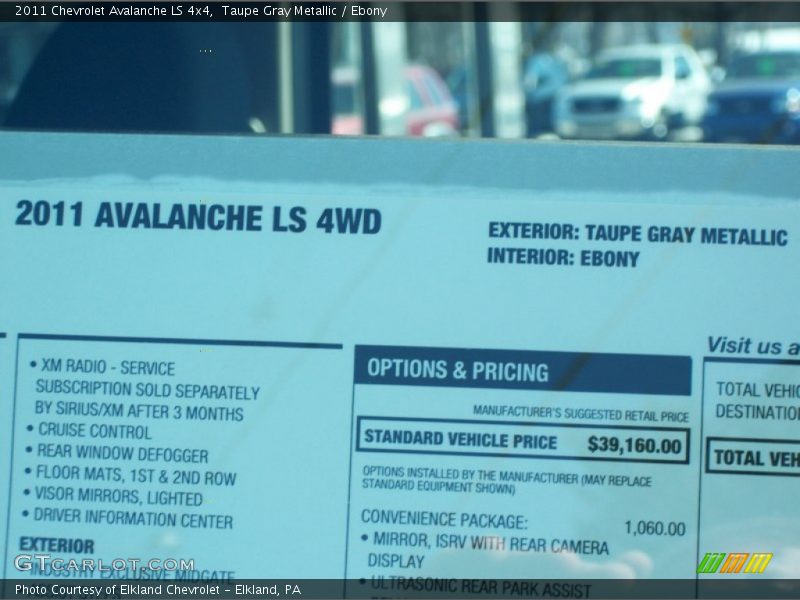 2011 Chevrolet Avalanche LS 4x4,  Taupe Gray Metallic / Ebony
2011 AVALANCHE LS 4WD
EXTERIOR: TAUPE GRAY METALLIC
INTERIOR: EBONY
• XM RADIO - SERVICE
SUBSCRIPTION SOLD SEPARATELY
BY SIRIUS/XM AFTER 3 MONTHS
• CRUISE CONTROL
• REAR WINDOW DEFOGGER
• FLOOR MATS, 1ST & 2ND ROW
• VISOR MIRRORS, LIGHTED
• DRIVER INFORMATION CENTER
EXTERIOR
INDUSTRY EXCLUSIVE MIDGATE
OPTIONS & PRICING
MANUFACTURER'S SUGGESTED RETAIL PRICE
STANDARD VEHICLE PRICE $39,160.00
OPTIONS INSTALLED BY THE MANUFACTURER (MAY REPLACE
STANDARD EQUIPMENT SHOWN)
CONVENIENCE PACKAGE: 1,060.00
• MIRROR, ISRV WITH REAR CAMERA
DISPLAY
• ULTRASONIC REAR PARK ASSIST
Visit us a
TOTAL VEHIC
DESTINATIO
TOTAL VEH
GTCARLOT.COM
Photo Courtesy of Elkland Chevrolet - Elkland, PA